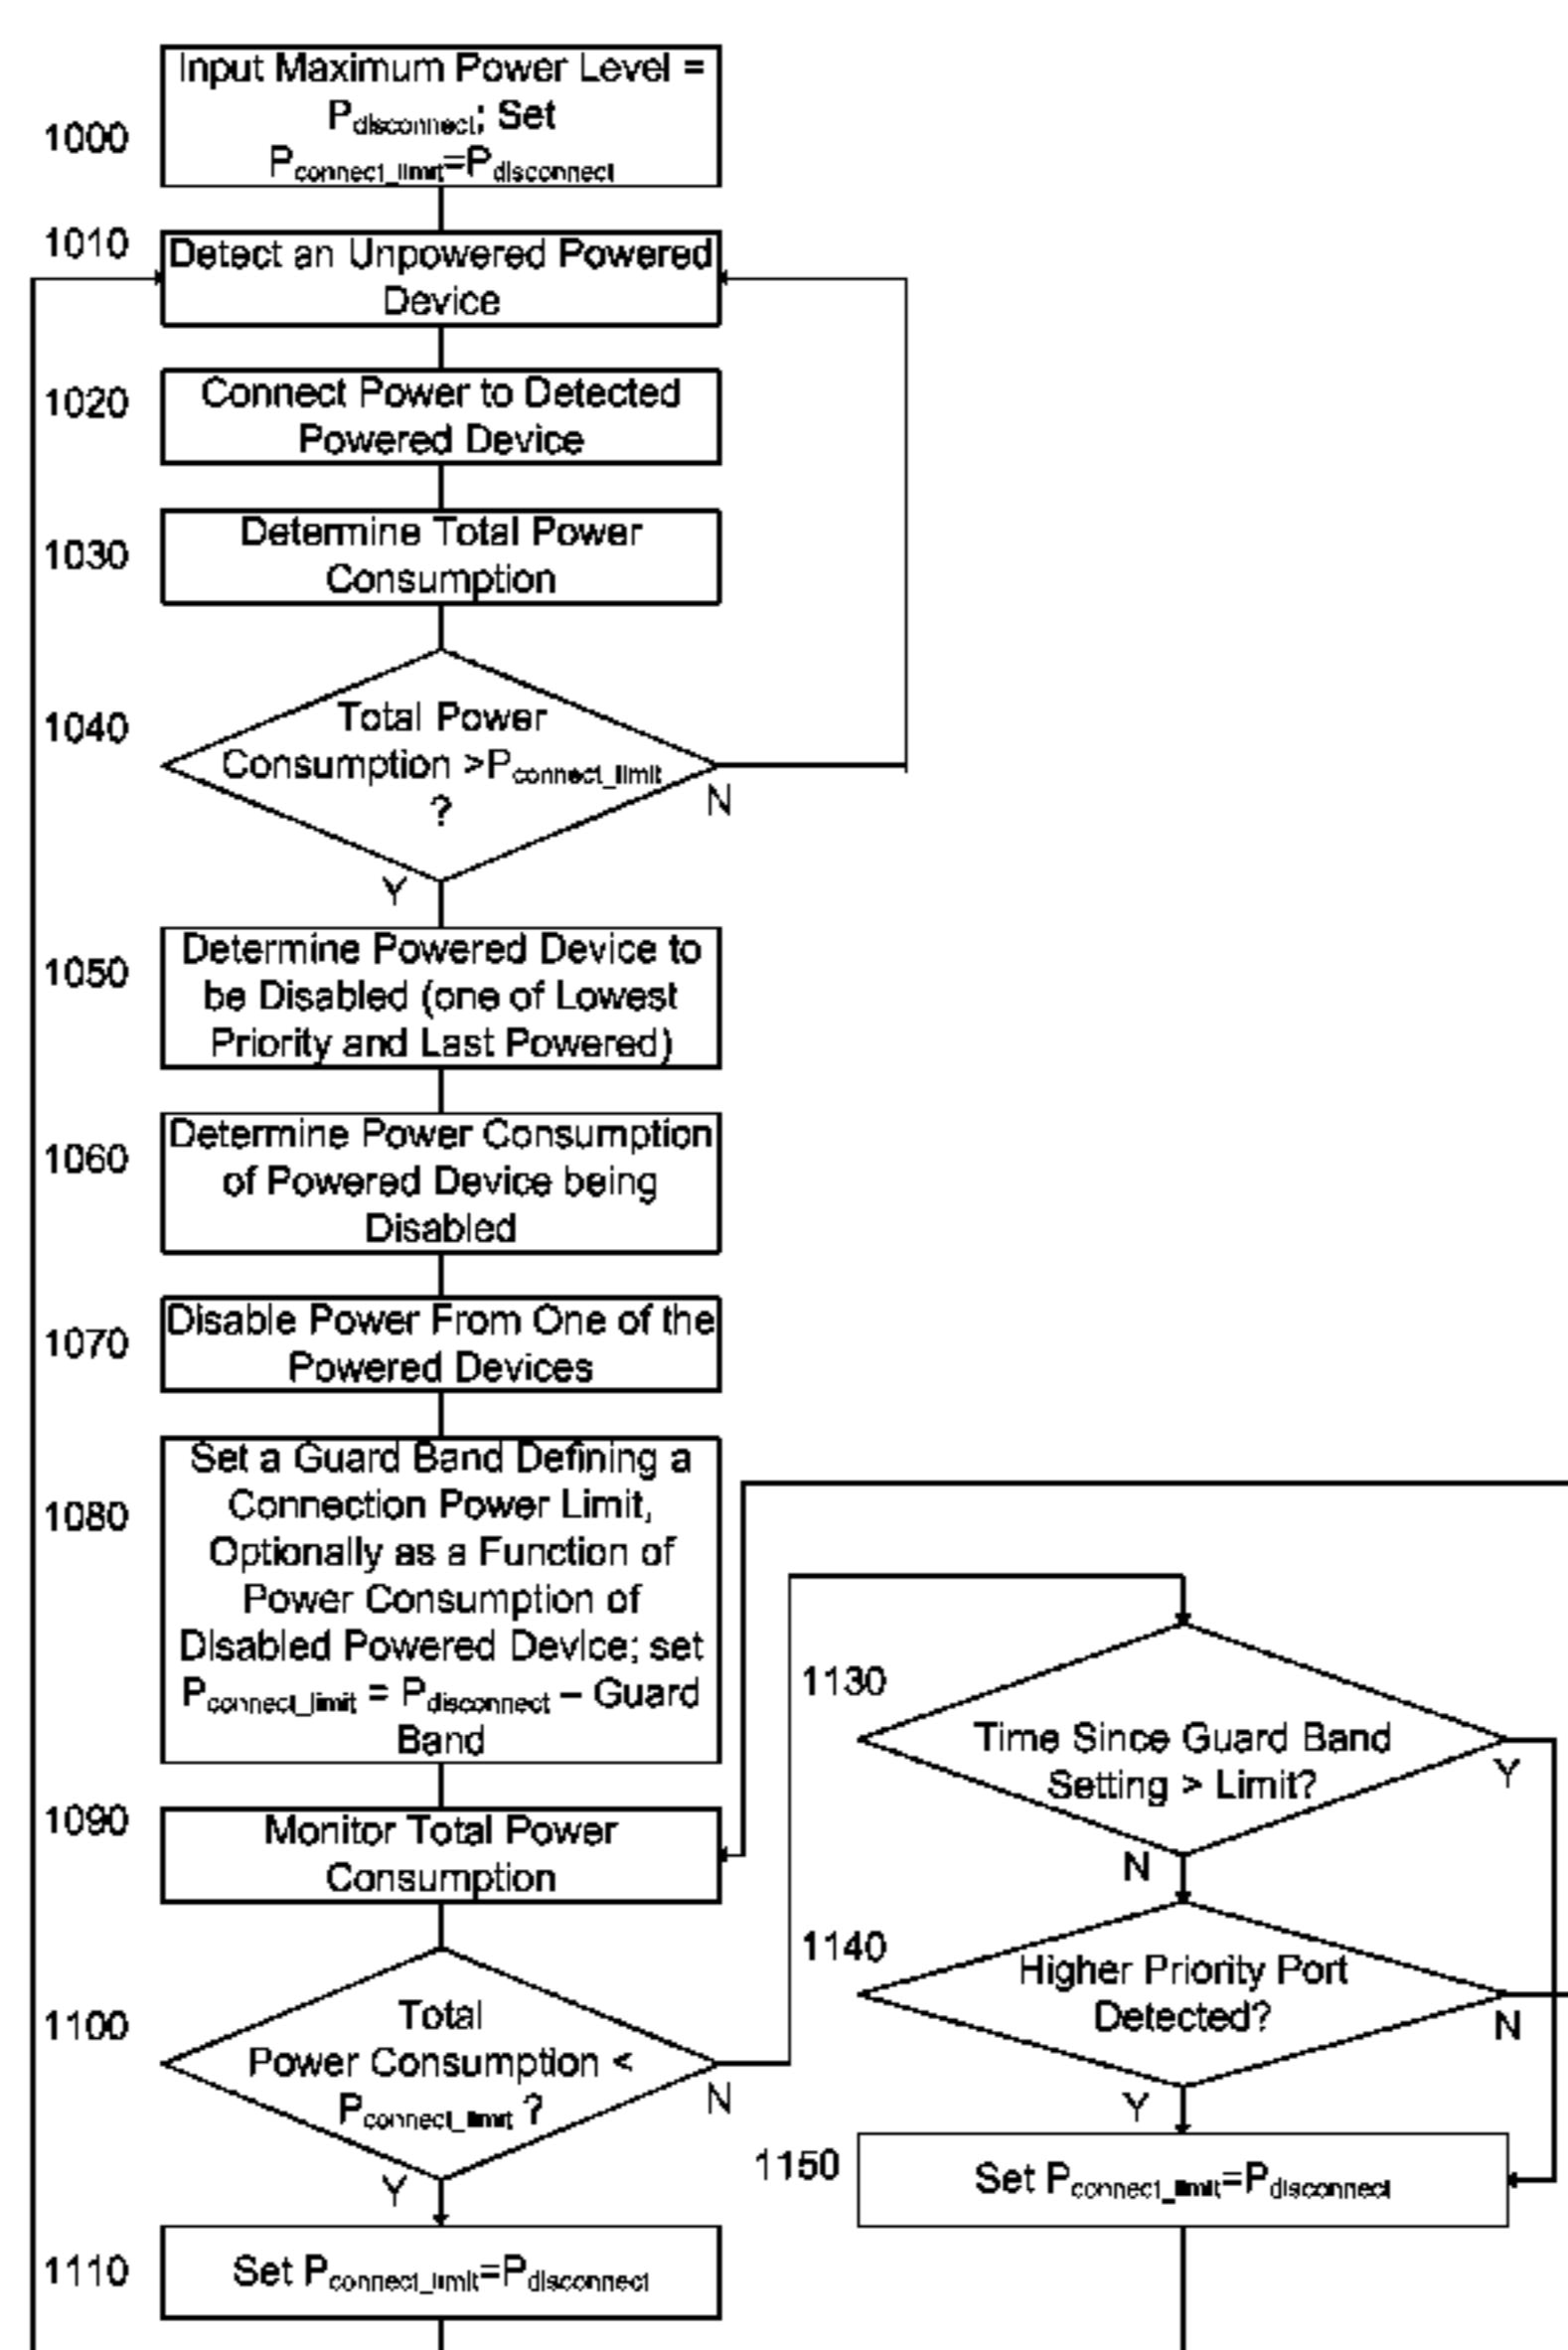 1000
Input Maximum Power Level =
Pdisconnect; Set
Pconnect_limit=Pdisconnect
1010
Detect an Unpowered Powered
Device
1020
Connect Power to Detected
Powered Device
1030
Determine Total Power
Consumption
1040
Total Power
Consumption >Pconnect_limit
?
N
Y
1050
Determine Powered Device to
be Disabled (one of Lowest
Priority and Last Powered)
1060
Determine Power Consumption
of Powered Device being
Disabled
1070
Disable Power From One of the
Powered Devices
1080
Set a Guard Band Defining a
Connection Power Limit,
Optionally as a Function of
Power Consumption of
Disabled Powered Device; set
Pconnect_limit = Pdisconnect – Guard
Band
1090
Monitor Total Power
Consumption
1100
Total
Power Consumption <
Pconnect_limit ?
N
Y
1110
Set Pconnect_limit=Pdisconnect
1130
Time Since Guard Band
Setting > Limit?
Y
N
1140
Higher Priority Port
Detected?
N
Y
1150
Set Pconnect_limit=Pdisconnect